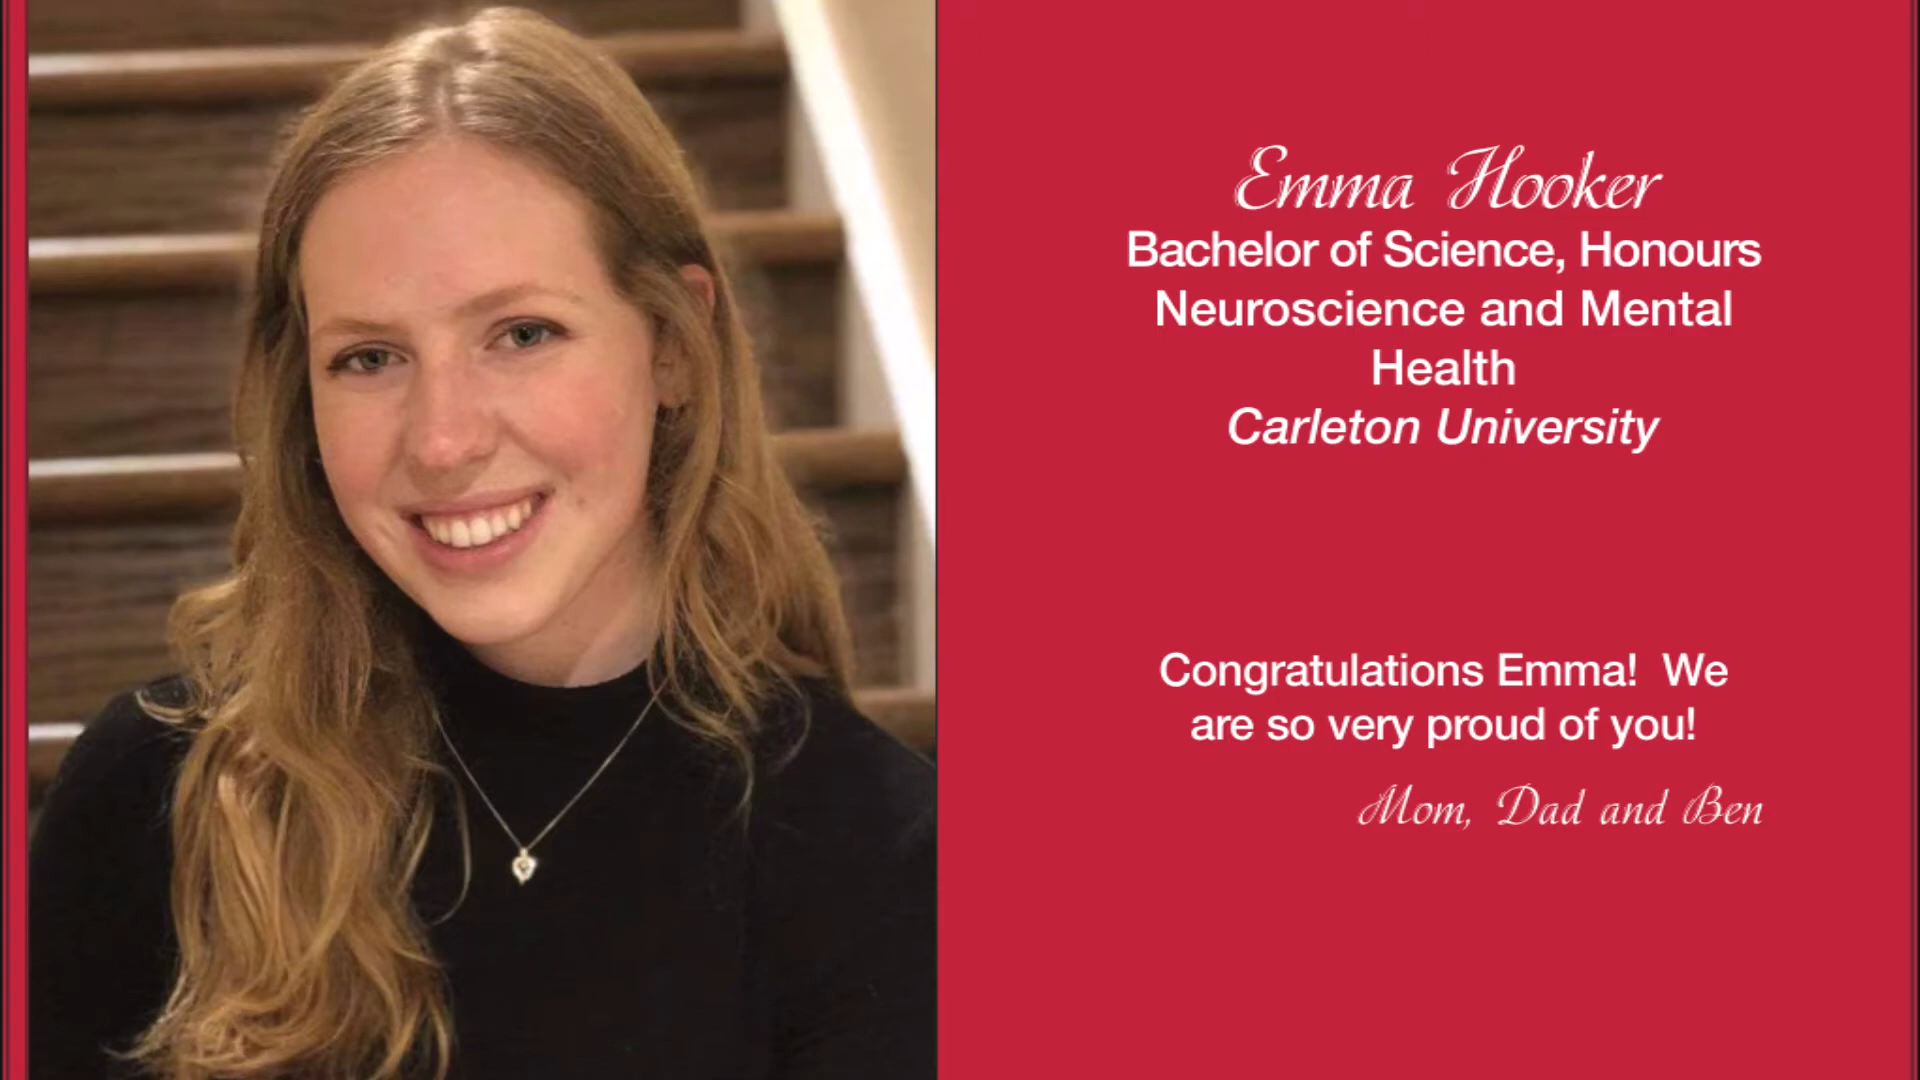 Emma Hooker
Bachelor of Science, Honours
Neuroscience and Mental
Health
Carleton University
Congratulations Emma!  We
are so very proud of you!
Mom, Dad and Ben